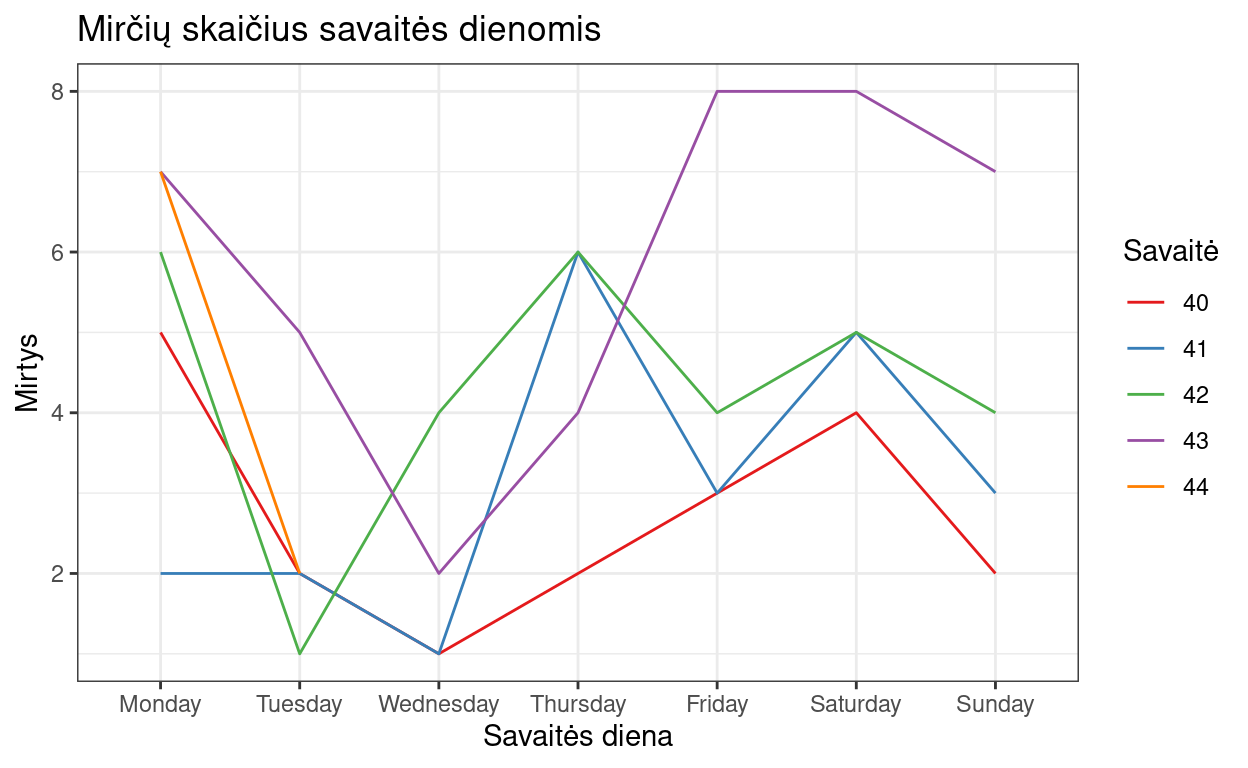 Mirčių skaičius savaitės dienomis
8
6
4
2
Mirtys
Monday Tuesday Wednesday Thursday Friday Saturday Sunday
Savaitės diena
Savaitė
40
41
42
43
44